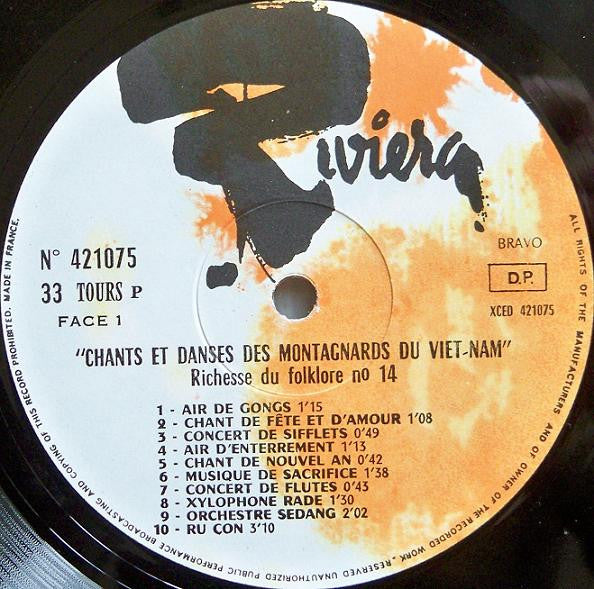 Riviera
BRAVO
D.P.
XCED 421075
N° 421075
33 TOURS P
FACE 1
"CHANTS ET DANSES DES MONTAGNARDS DU VIET-NAM"
Richesse du folklore no 14
1 - AIR DE GONGS 1'15
2 - CHANT DE FÊTE ET D'AMOUR 1'08
3 - CONCERT DE SIFFLETS 0'49
4 - AIR D'ENTERREMENT 1'13
5 - CHANT DE NOUVEL AN 0'42
6 - MUSIQUE DE SACRIFICE 1'38
7 - CONCERT DE FLUTES 0'43
8 - XYLOPHONE RADE 1'30
9 - ORCHESTRE SEDANG 2'02
10 - RU CON 3'10
ALL RIGHTS OF THE MANUFACTURERS AND OF OWNER OF THE RECORDED WORK. RESERVED UNAUTHORIZED PUBLIC PERFORMANCE BROADCASTING AND COPYING OF THIS RECORD PROHIBITED. MADE IN FRANCE.